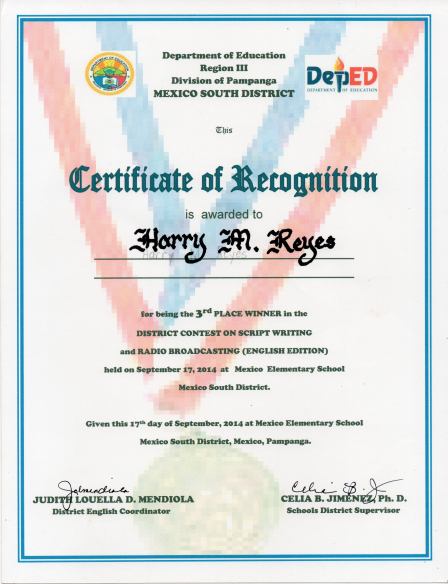 Department of Education
Region III
Division of Pampanga
MEXICO SOUTH DISTRICT
DepED
DEPARTMENT OF EDUCATION
This
Certificate of Recognition
is awarded to
Harry M. Reyes
for being the 3rd PLACE WINNER in the
DISTRICT CONTEST ON SCRIPT WRITING
and RADIO BROADCASTING (ENGLISH EDITION)
held on September 17, 2014 at Mexico Elementary School
Mexico South District.
Given this 17th day of September, 2014 at Mexico Elementary School
Mexico South District, Mexico, Pampanga.
JUDITH LOUELLA D. MENDIOLA
District English Coordinator
CELIA B. JIMENEZ, Ph. D.
Schools District Supervisor